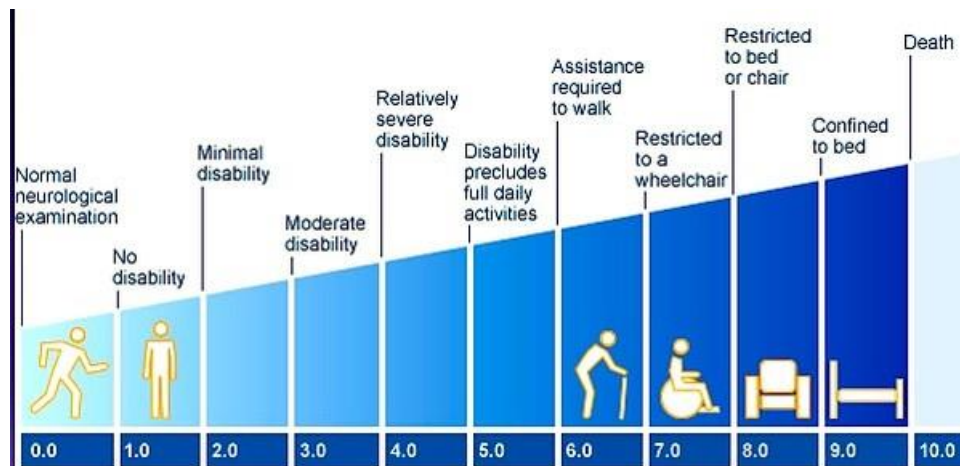 Normal
neurological
examination
No
disability
Minimal
disability
Moderate
disability
Relatively
severe
disability
Disability
precludes
full daily
activities
Assistance
required
to walk
Restricted
to a
wheelchair
Restricted
to bed
or chair
Confined
to bed
Death
0.0 1.0 2.0 3.0 4.0 5.0 6.0 7.0 8.0 9.0 10.0